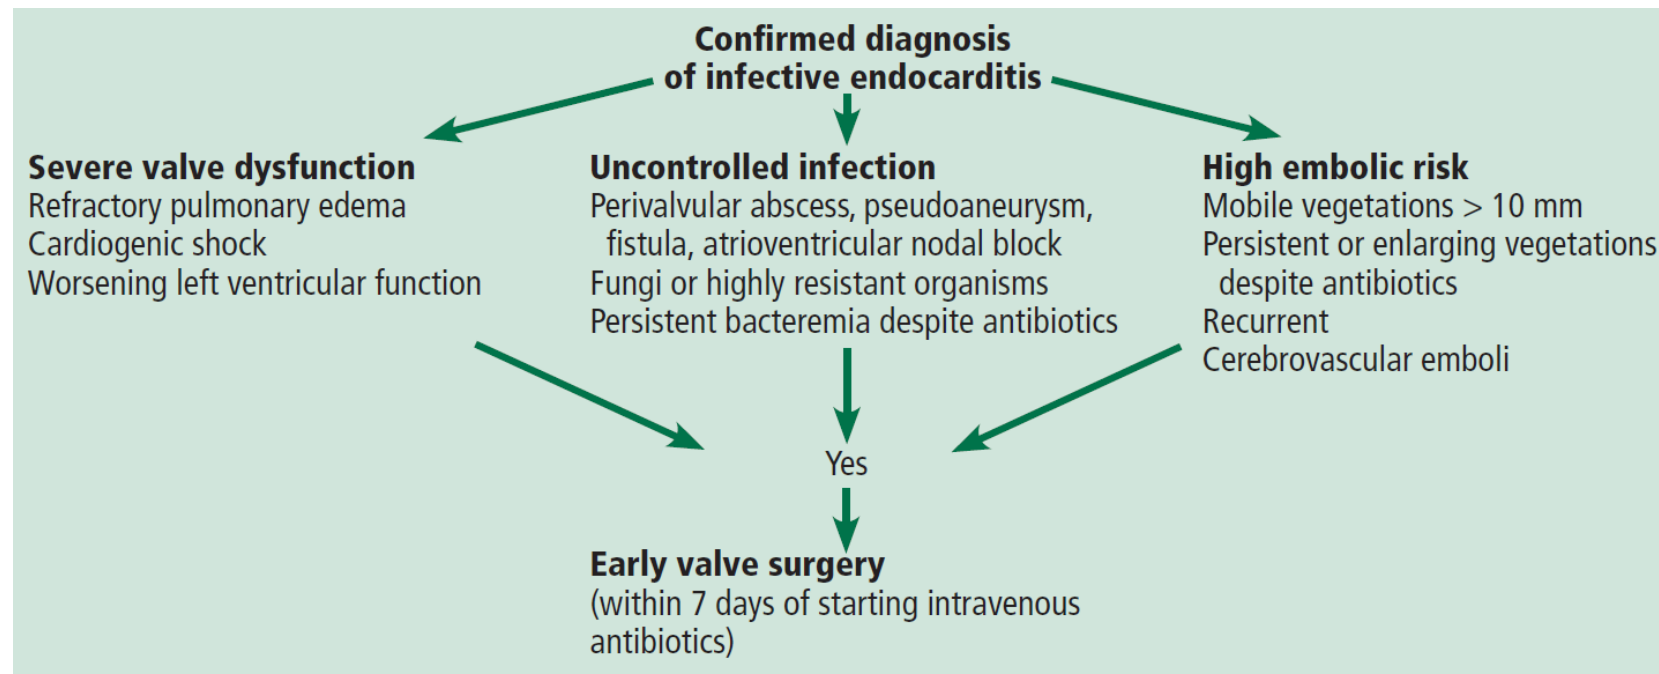 Confirmed diagnosis
of infective endocarditis
Severe valve dysfunction
Refractory pulmonary edema
Cardiogenic shock
Worsening left ventricular function
Uncontrolled infection
Perivalvular abscess, pseudoaneurysm,
fistula, atrioventricular nodal block
Fungi or highly resistant organisms
Persistent bacteremia despite antibiotics
High embolic risk
Mobile vegetations > 10 mm
Persistent or enlarging vegetations
despite antibiotics
Recurrent
Cerebrovascular emboli
Yes
Early valve surgery
(within 7 days of starting intravenous
antibiotics)